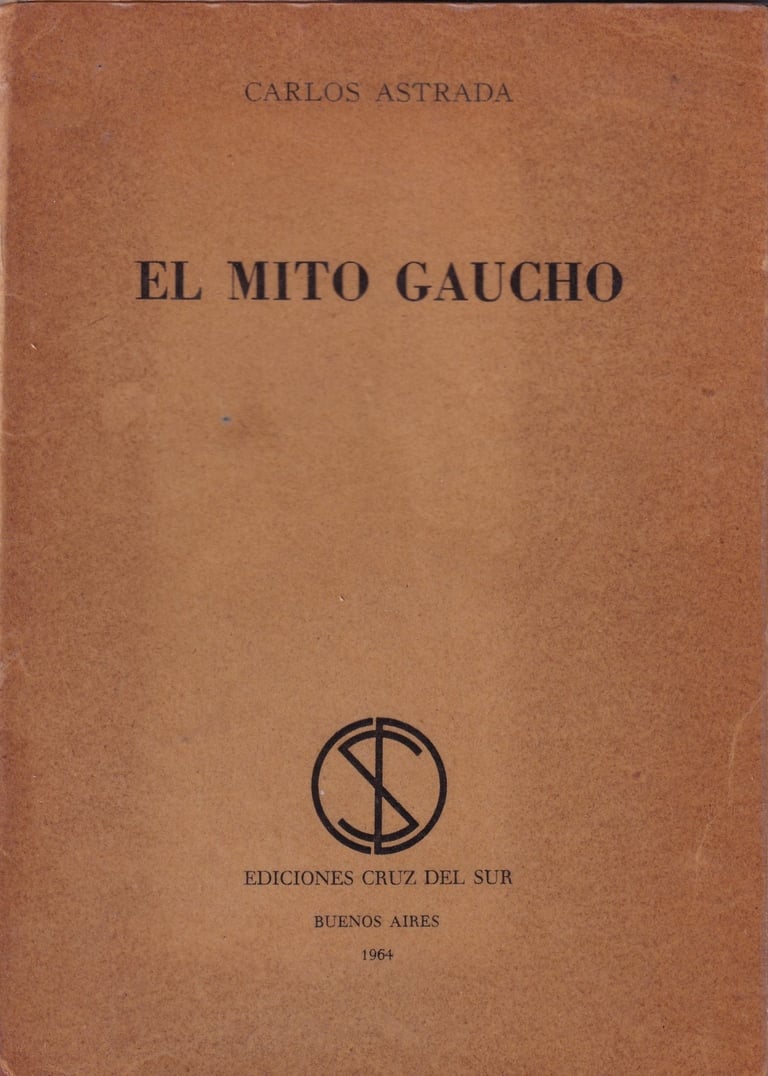 CARLOS ASTRADA
EL MITO GAUCHO
EDICIONES CRUZ DEL SUR
BUENOS AIRES
1964